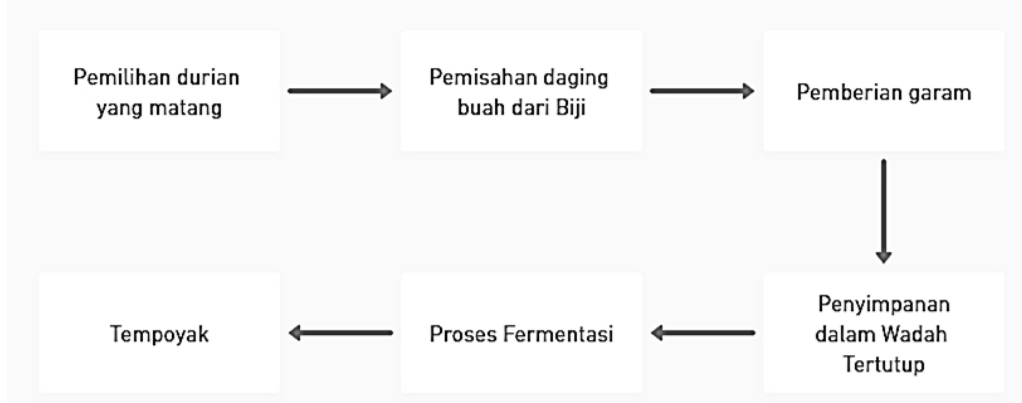 Pemilihan durian
yang matang
Pemisahan daging
buah dari Biji
Pemberian garam
Penyimpanan
dalam Wadah
Tertutup
Proses Fermentasi
Tempoyak